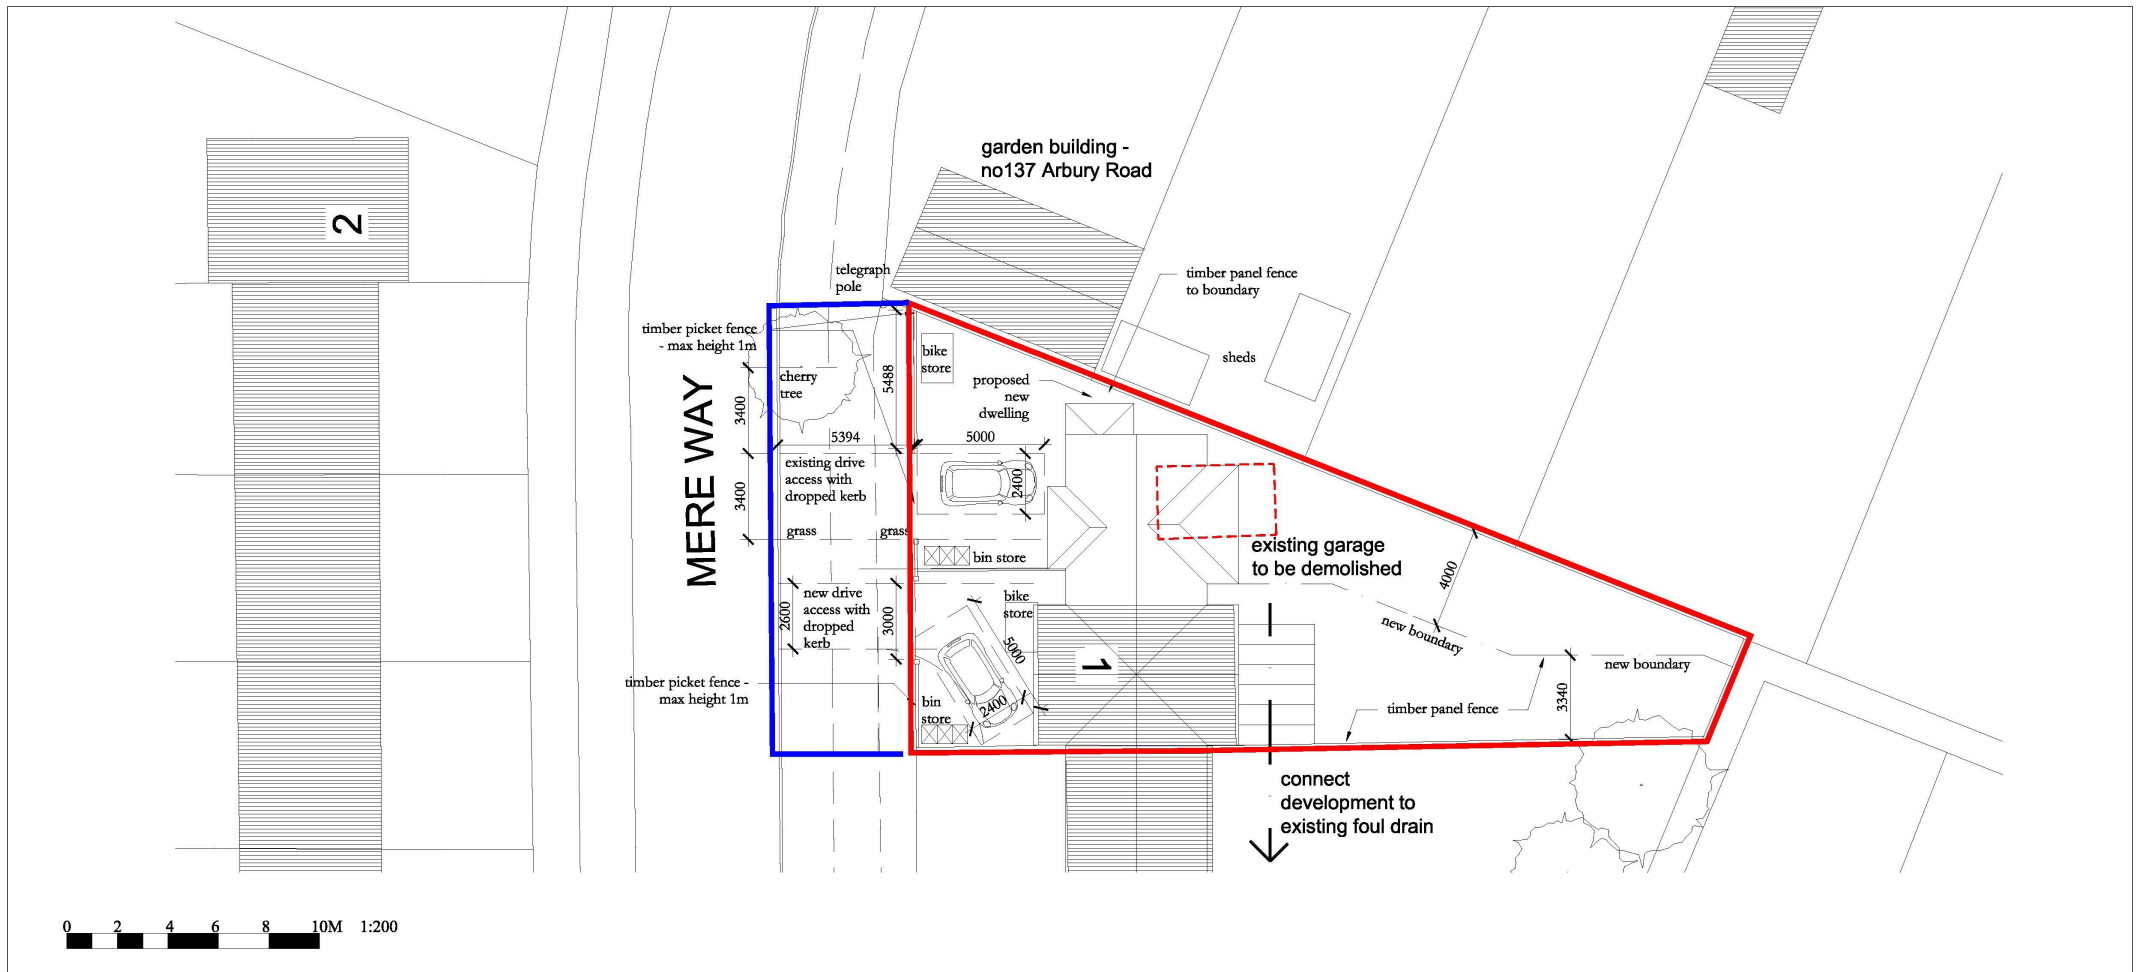 garden building -
no137 Arbury Road
2
telegraph
pole
timber panel fence
to boundary
timber picket fence
- max height 1m
bike
store
sheds
cherry
tree
5488
proposed
new
dwelling
MERE WAY
3400
5394
5000
existing drive
access with
dropped kerb
2400
3400
grass
grass
bin store
existing garage
to be demolished
4000
new drive
access with
dropped
kerb
2600
3000
bike
store
5000
1
new boundary
new boundary
timber picket fence -
max height 1m
bin
store
2400
timber panel fence
3340
connect
development to
existing foul drain
0 2 4 6 8 10M 1:200